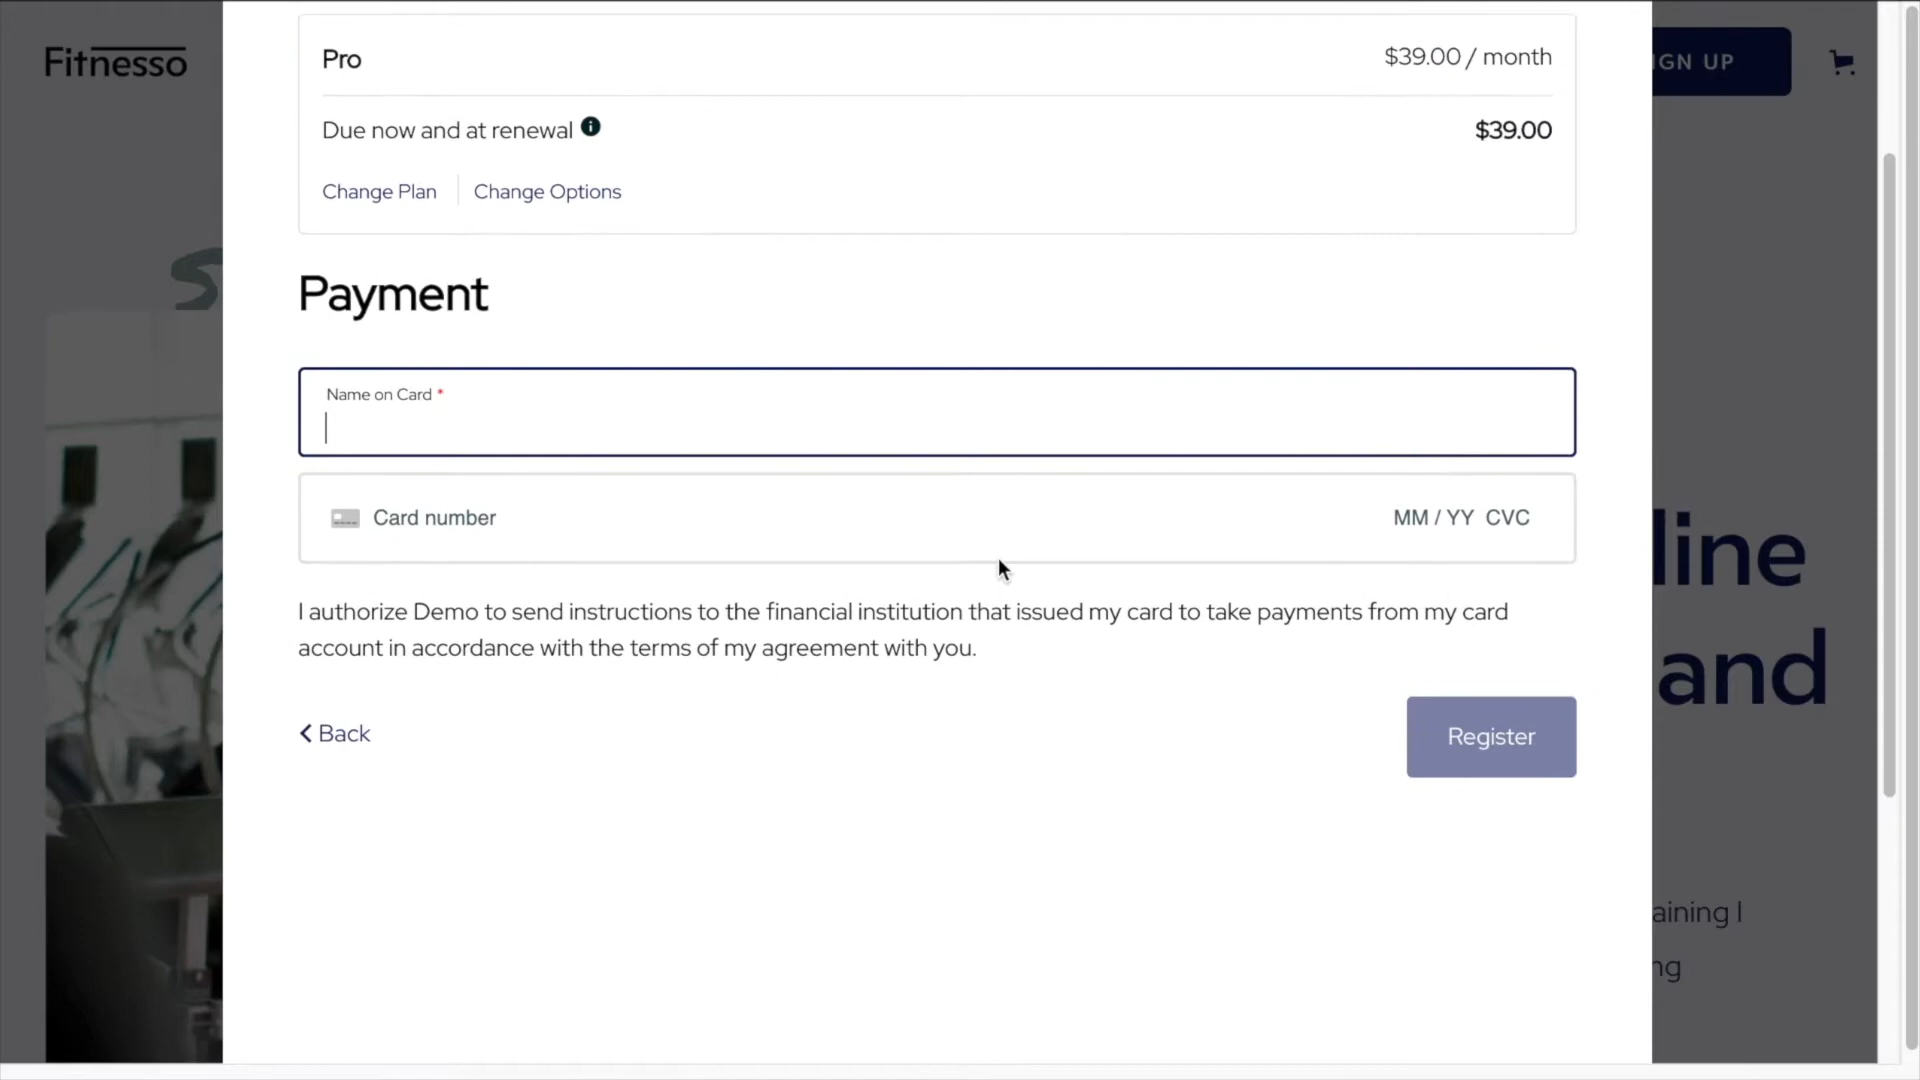 Fitnesso
Pro
$39.00 / month
IGN UP
Due now and at renewal
$39.00
Change Plan
Change Options
Payment
Name on Card *
Card number
MM / YY CVC
line
I authorize Demo to send instructions to the financial institution that issued my card to take payments from my card
account in accordance with the terms of my agreement with you.
and
Back
Register
aining I
ng